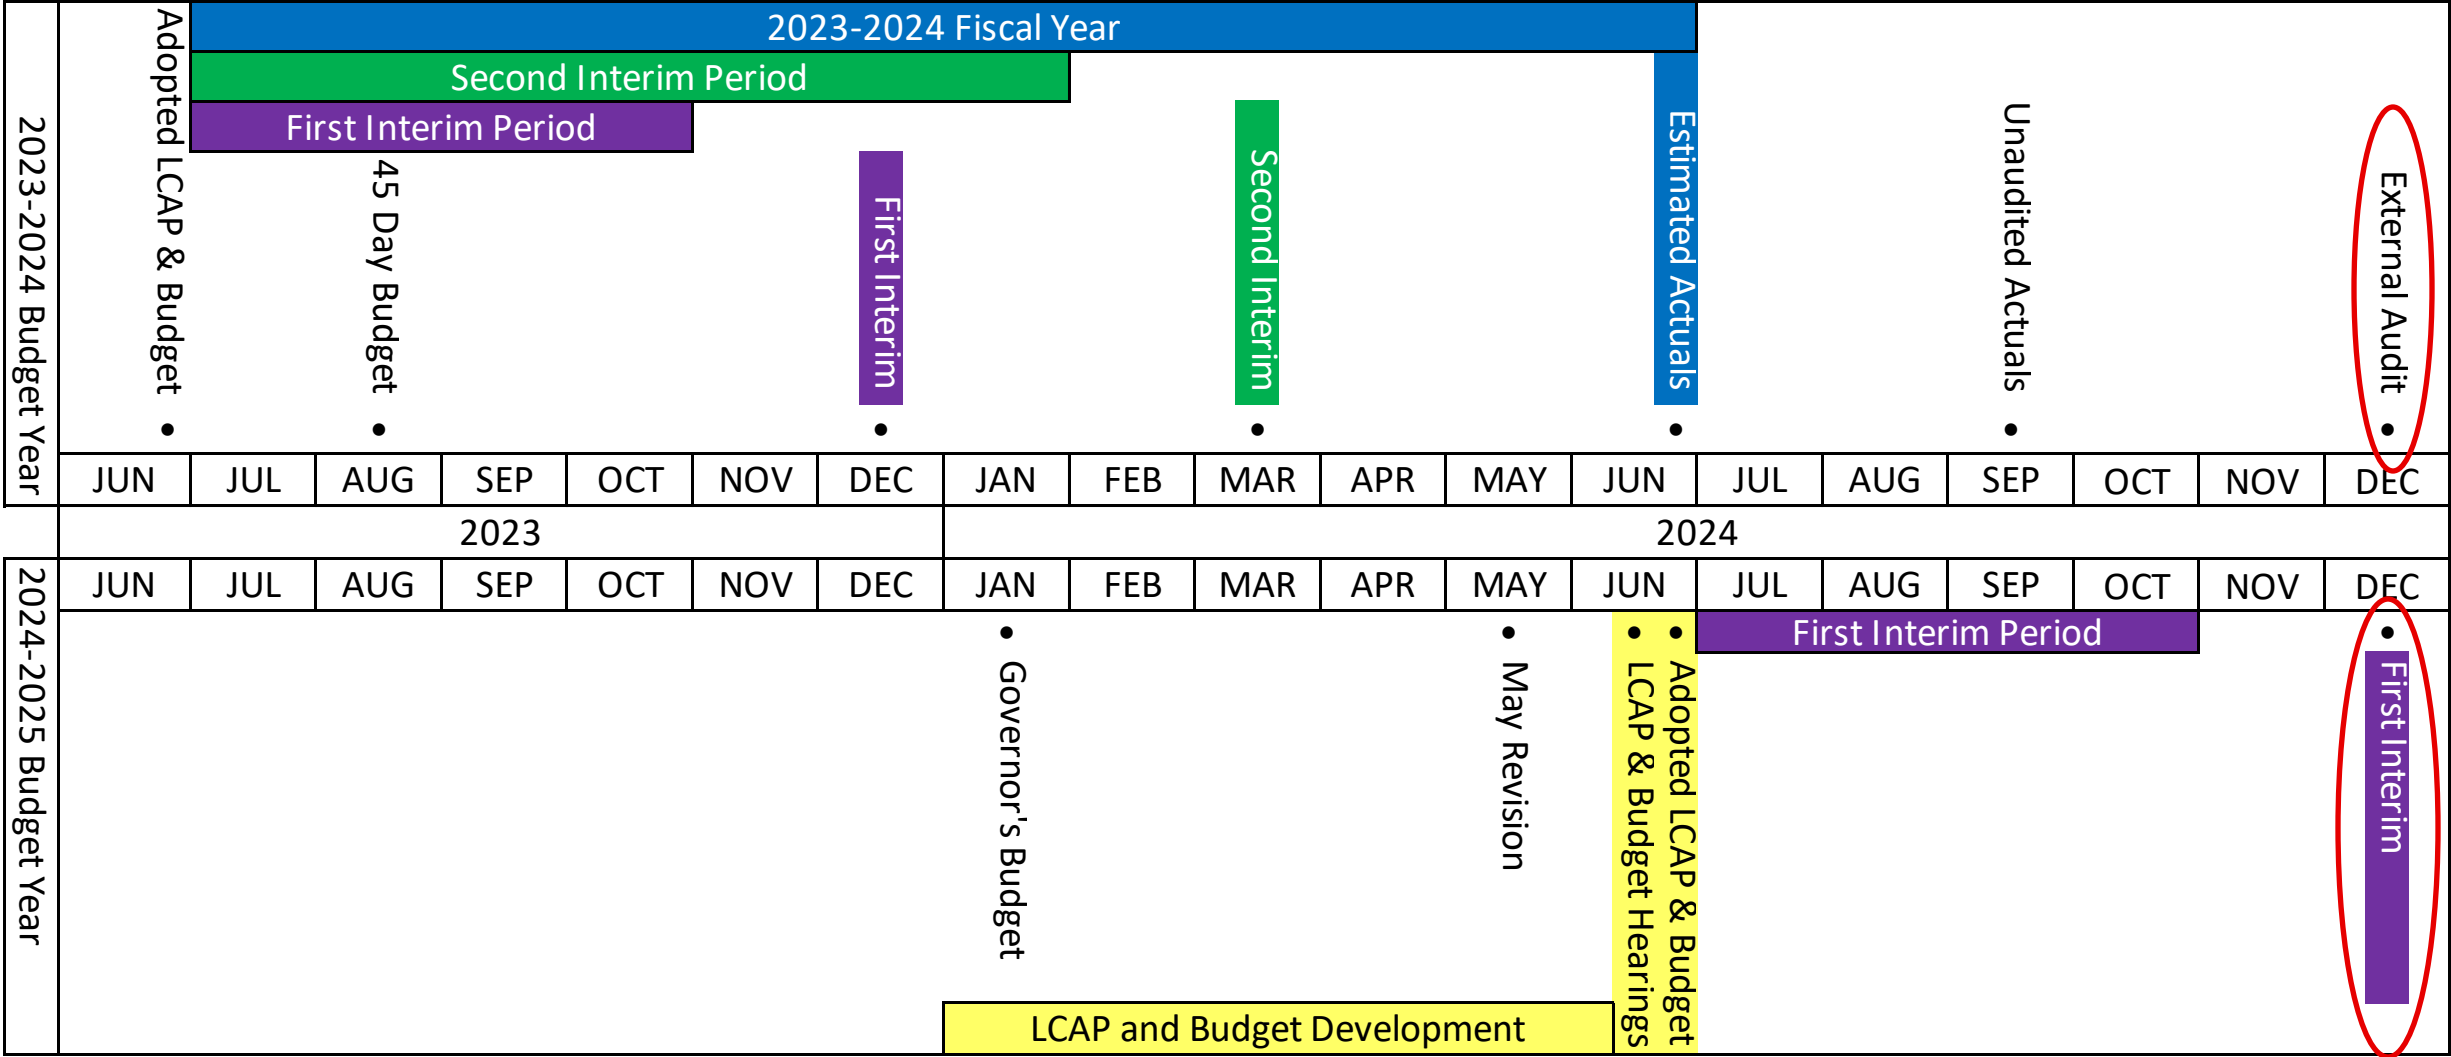 2023-2024 Budget Year
2023-2024 Fiscal Year
Second Interim Period
First Interim Period
Adopted LCAP & Budget
45 Day Budget
First Interim
Second Interim
Estimated Actuals
Unaudited Actuals
External Audit
JUN JUL AUG SEP OCT NOV DEC JAN FEB MAR APR MAY JUN JUL AUG SEP OCT NOV DEC
2023 2024
2024-2025 Budget Year
JUN JUL AUG SEP OCT NOV DEC JAN FEB MAR APR MAY JUN JUL AUG SEP OCT NOV DEC
Governor's Budget
May Revision
LCAP & Budget Hearings
Adopted LCAP & Budget
First Interim Period
First Interim
LCAP and Budget Development